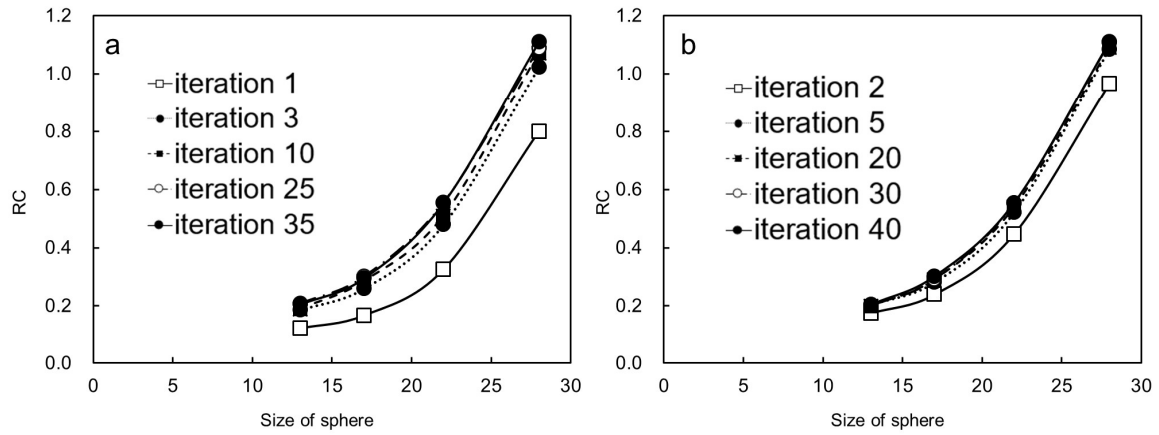 a
iteration 1
iteration 3
iteration 10
iteration 25
iteration 35
RC
1.2
1.0
0.8
0.6
0.4
0.2
0.0
0 5 10 15 20 25 30
Size of sphere
b
iteration 2
iteration 5
iteration 20
iteration 30
iteration 40
RC
1.2
1.0
0.8
0.6
0.4
0.2
0.0
0 5 10 15 20 25 30
Size of sphere